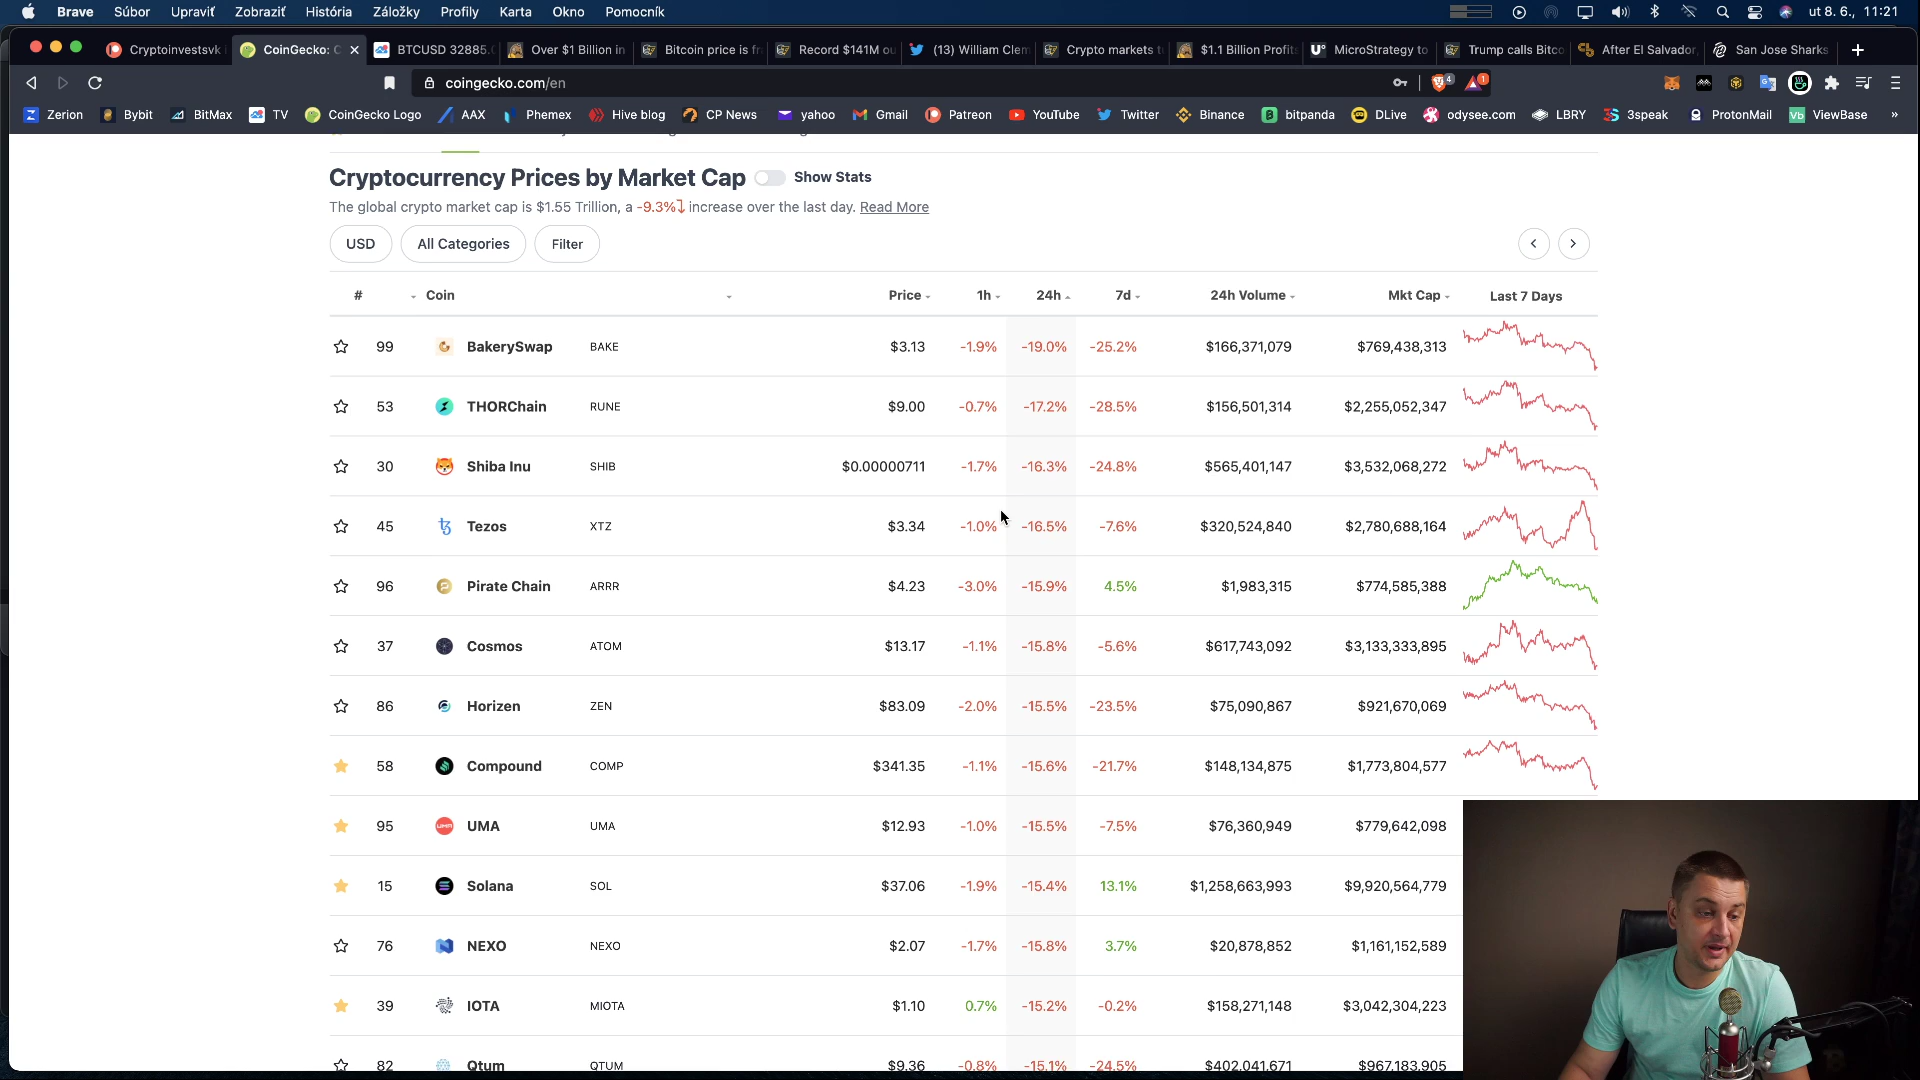 Brave Súbor Upraviť Zobraziť História Záložky Profily Karta Okno Pomocník ut 8. 6., 11:21
Cryptoinvestsvk CoinGecko: C BTCUSD 32885. Over $1 Billion in Bitcoin price is fr Record $141M ou (13) William Clem Crypto markets t $1.1 Billion Profit MicroStrategy to Trump calls Bitco After El Salvador, San Jose Sharks
coingecko.com/en 4 1
Zerion Bybit BitMax TV CoinGecko Logo AAX Phemex Hive blog CP News yahoo Gmail Patreon YouTube Twitter Binance bitpanda DLive odysee.com LBRY 3speak ProtonMail Vb ViewBase »
Cryptocurrency Prices by Market Cap Show Stats
The global crypto market cap is $1.55 Trillion, a -9.3% increase over the last day. Read More
USD All Categories Filter
# Coin Price 1h 24h 7d 24h Volume Mkt Cap Last 7 Days
99 BakerySwap BAKE $3.13 -1.9% -19.0% -25.2% $166,371,079 $769,438,313
53 THORChain RUNE $9.00 -0.7% -17.2% -28.5% $156,501,314 $2,255,052,347
30 Shiba Inu SHIB $0.00000711 -1.7% -16.3% -24.8% $565,401,147 $3,532,068,272
45 Tezos XTZ $3.34 -1.0% -16.5% -7.6% $320,524,840 $2,780,688,164
96 Pirate Chain ARRR $4.23 -3.0% -15.9% 4.5% $1,983,315 $774,585,388
37 Cosmos ATOM $13.17 -1.1% -15.8% -5.6% $617,743,092 $3,133,333,895
86 Horizen ZEN $83.09 -2.0% -15.5% -23.5% $75,090,867 $921,670,069
58 Compound COMP $341.35 -1.1% -15.6% -21.7% $148,134,875 $1,773,804,577
95 UMA UMA $12.93 -1.0% -15.5% -7.5% $76,360,949 $779,642,098
15 Solana SOL $37.06 -1.9% -15.4% 13.1% $1,258,663,993 $9,920,564,779
76 NEXO NEXO $2.07 -1.7% -15.8% 3.7% $20,878,852 $1,161,152,589
39 IOTA MIOTA $1.10 0.7% -15.2% -0.2% $158,271,148 $3,042,304,223
82 Qtum QTUM $9.36 -0.8% -15.1% -24.5% $402,041,671 $967,183,905